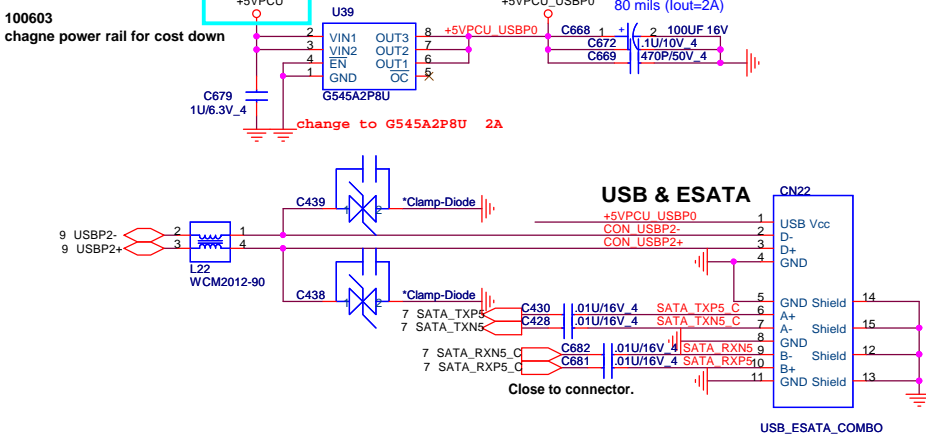 +5VPCU
+5VPCU_USBP0
80 mils (Iout=2A)
100603
chagne power rail for cost down
U39
2 VIN1 OUT3 8 +5VPCU_USBP0
3 VIN2 OUT2 7
4 EN OUT1 6
1 GND OC 5
G545A2P8U
C668 1 + 2 100UF 16V
C672 .1U/10V_4
C669 470P/50V_4
C679
1U/6.3V_4
change to G545A2P8U 2A
C439 1 2 *Clamp-Diode
USB & ESATA
CN22
9 USBP2- 2 1
9 USBP2+ 3 4
L22
WCM2012-90
+5VPCU_USBP0 1 USB Vcc
CON_USBP2- 2 D-
CON_USBP2+ 3 D+
4 GND
C438 1 2 *Clamp-Diode
5 GND Shield 14
7 SATA_TXP5 C430 .01U/16V_4 SATA_TXP5_C 6 A+
7 SATA_TXN5 C428 .01U/16V_4 SATA_TXN5_C 7 A- Shield 15
8 GND
7 SATA_RXN5_C C682 .01U/16V_4 SATA_RXN5 9 B- Shield 12
7 SATA_RXP5_C C681 .01U/16V_4 SATA_RXP5 10 B+
11 GND Shield 13
Close to connector.
USB_ESATA_COMBO